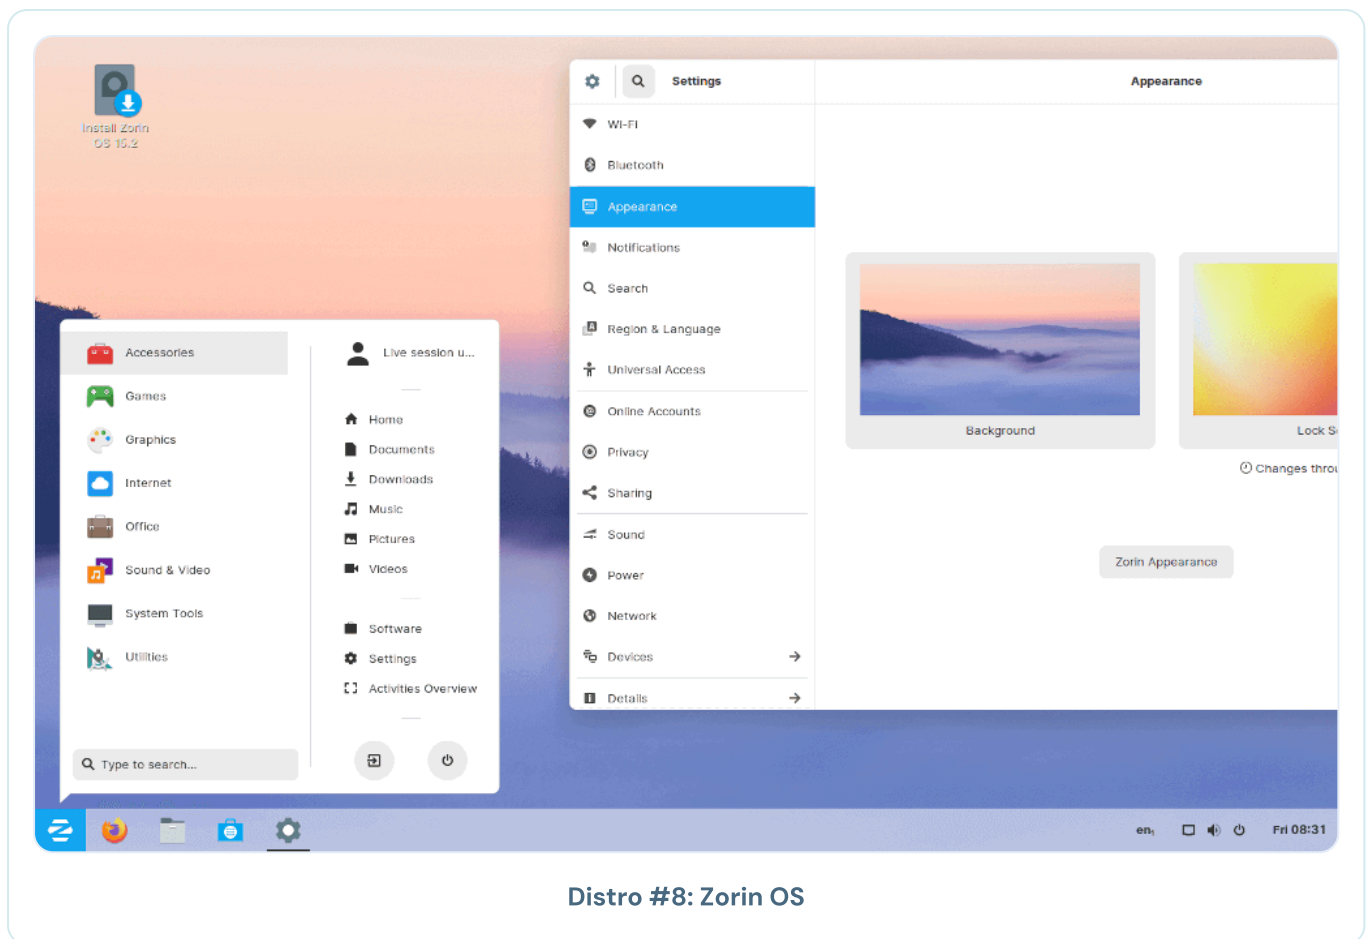 Install Zorin
OS 15.2
Settings
Appearance
Wi-Fi
Bluetooth
Appearance
Notifications
Search
Region & Language
Universal Access
Online Accounts
Privacy
Sharing
Sound
Power
Network
Devices
Details
Background
Lock S
Changes throu
Zorin Appearance
Accessories
Games
Graphics
Internet
Office
Sound & Video
System Tools
Utilities
Type to search...
Live session u...
Home
Documents
Downloads
Music
Pictures
Videos
Software
Settings
Activities Overview
en₁
Fri 08:31
Distro #8: Zorin OS